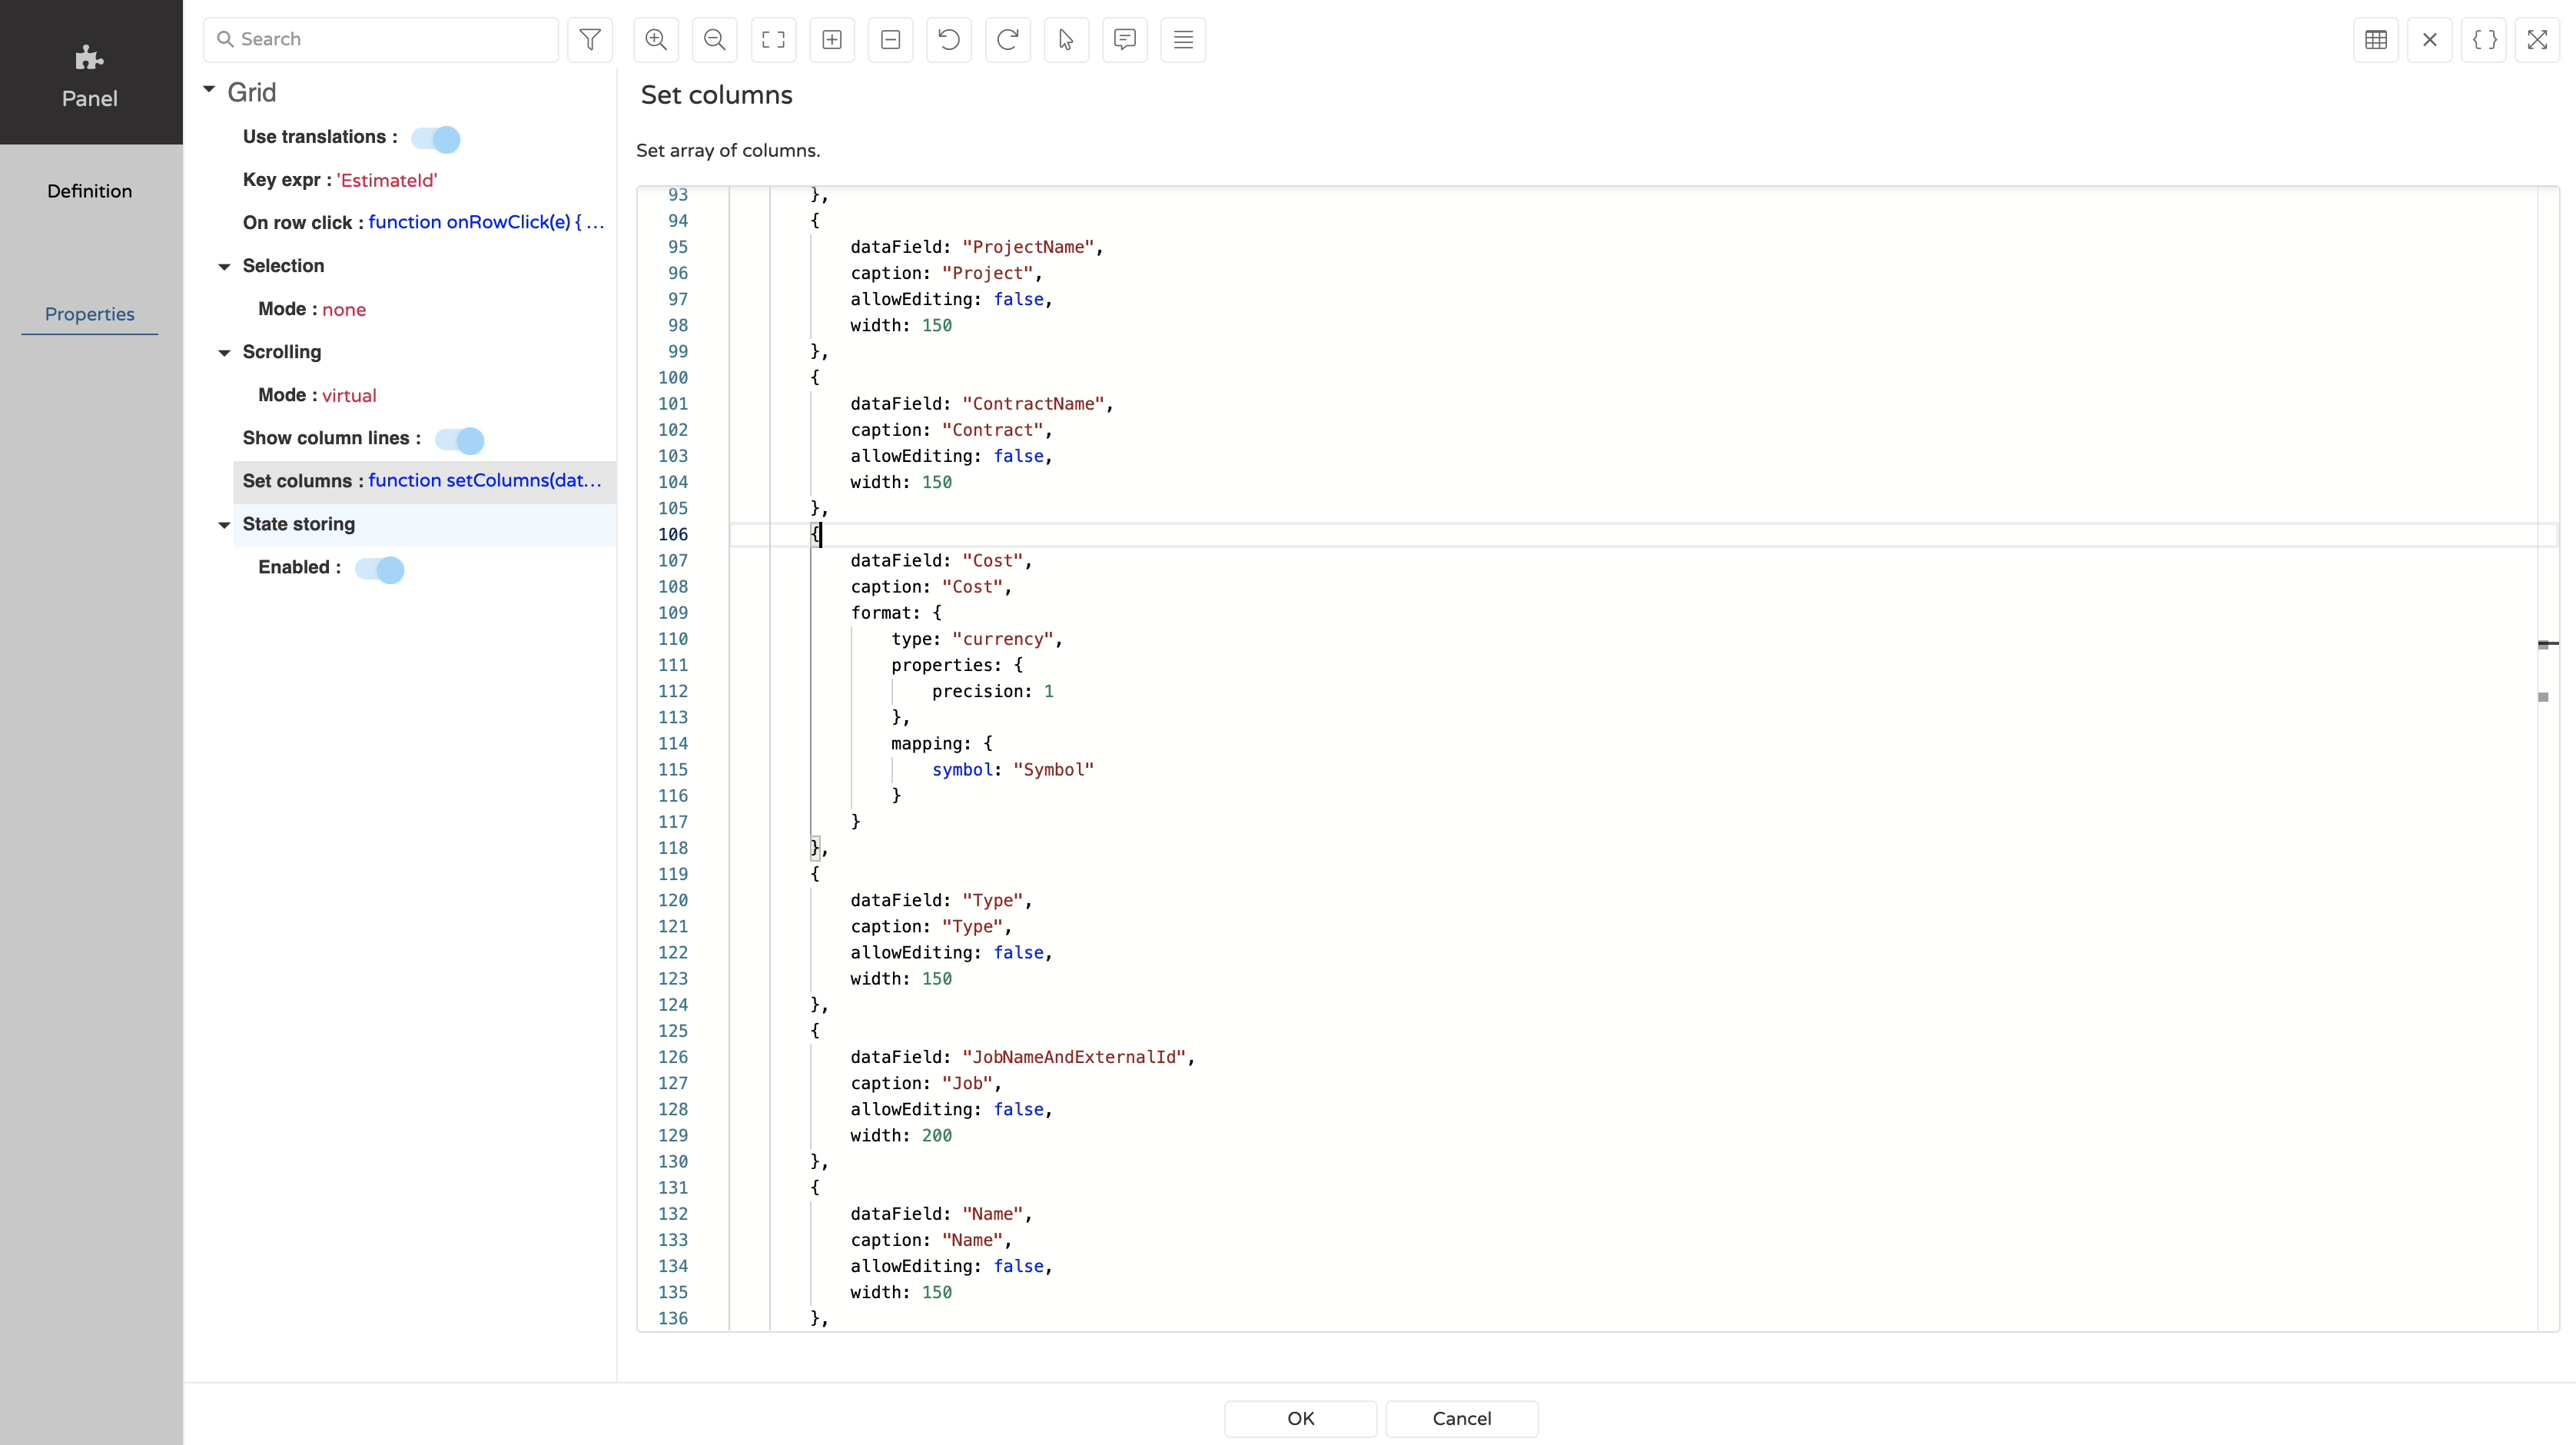 Panel
Definition
Properties
Search
Grid
Use translations :
Key expr : 'EstimateId'
On row click : function onRowClick(e) { ...
Selection
Mode : none
Scrolling
Mode : virtual
Show column lines :
Set columns : function setColumns(dat...
State storing
Enabled :
Set columns
Set array of columns.
93 },
94 {
95 dataField: "ProjectName",
96 caption: "Project",
97 allowEditing: false,
98 width: 150
99 },
100 {
101 dataField: "ContractName",
102 caption: "Contract",
103 allowEditing: false,
104 width: 150
105 },
106 {
107 dataField: "Cost",
108 caption: "Cost",
109 format: {
110 type: "currency",
111 properties: {
112 precision: 1
113 },
114 mapping: {
115 symbol: "Symbol"
116 }
117 }
118 },
119 {
120 dataField: "Type",
121 caption: "Type",
122 allowEditing: false,
123 width: 150
124 },
125 {
126 dataField: "JobNameAndExternalId",
127 caption: "Job",
128 allowEditing: false,
129 width: 200
130 },
131 {
132 dataField: "Name",
133 caption: "Name",
134 allowEditing: false,
135 width: 150
136 },
OK
Cancel